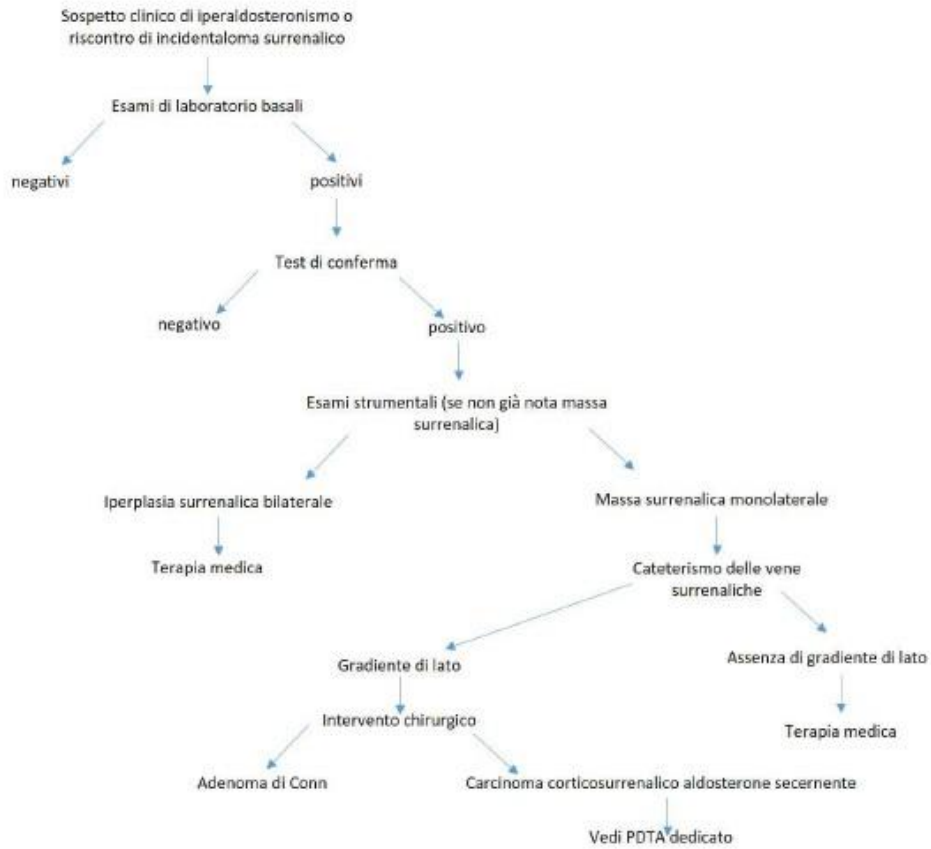 Sospetto clinico di iperaldosteronismo o
riscontro di incidentaloma surrenalico
Esami di laboratorio basali
negativi
positivi
Test di conferma
negativo
positivo
Esami strumentali (se non già nota massa
surrenalica)
Iperplasia surrenalica bilaterale
Massa surrenalica monolaterale
Terapia medica
Cateterismo delle vene
surrenaliche
Gradiente di lato
Assenza di gradiente di lato
Intervento chirurgico
Terapia medica
Adenoma di Conn
Carcinoma corticosurrenalico aldosterone secernente
Vedi PDTA dedicato